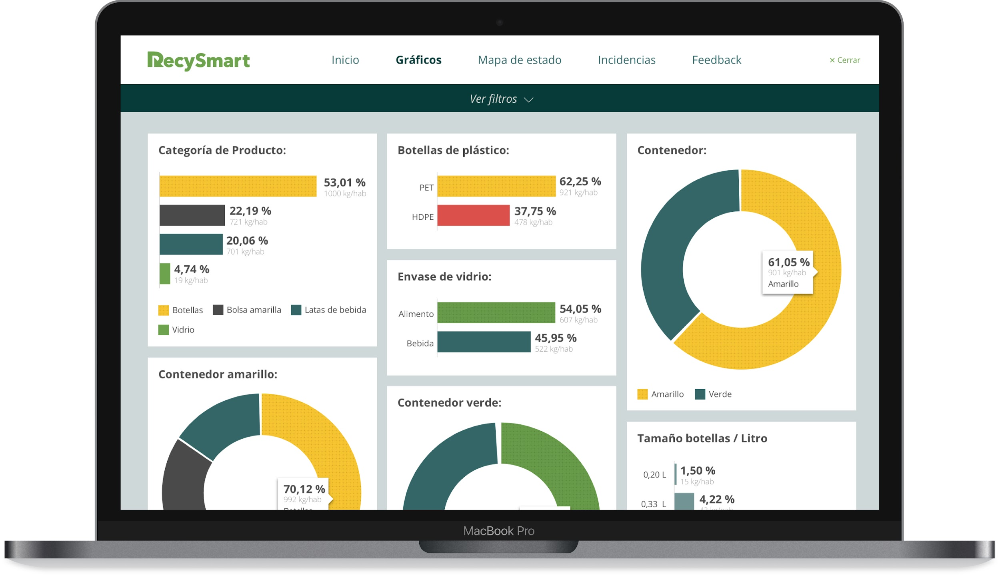 RecySmart
Inicio
Gráficos
Mapa de estado
Incidencias
Feedback
× Cerrar
Ver filtros
Categoría de Producto:
53,01 %
1000 kg/hab
22,19 %
721 kg/hab
20,06 %
701 kg/hab
4,74 %
19 kg/hab
Botellas
Bolsa amarilla
Latas de bebida
Vidrio
Contenedor amarillo:
70,12 %
992 kg/hab
Botellas de plástico:
PET
62,25 %
921 kg/hab
HDPE
37,75 %
478 kg/hab
Envase de vidrio:
Alimento
54,05 %
607 kg/hab
Bebida
45,95 %
522 kg/hab
Contenedor verde:
Contenedor:
61,05 %
901 kg/hab
Amarillo
Amarillo
Verde
Tamaño botellas / Litro
0,20 L
1,50 %
15 kg/hab
0,33 L
4,22 %
MacBook Pro